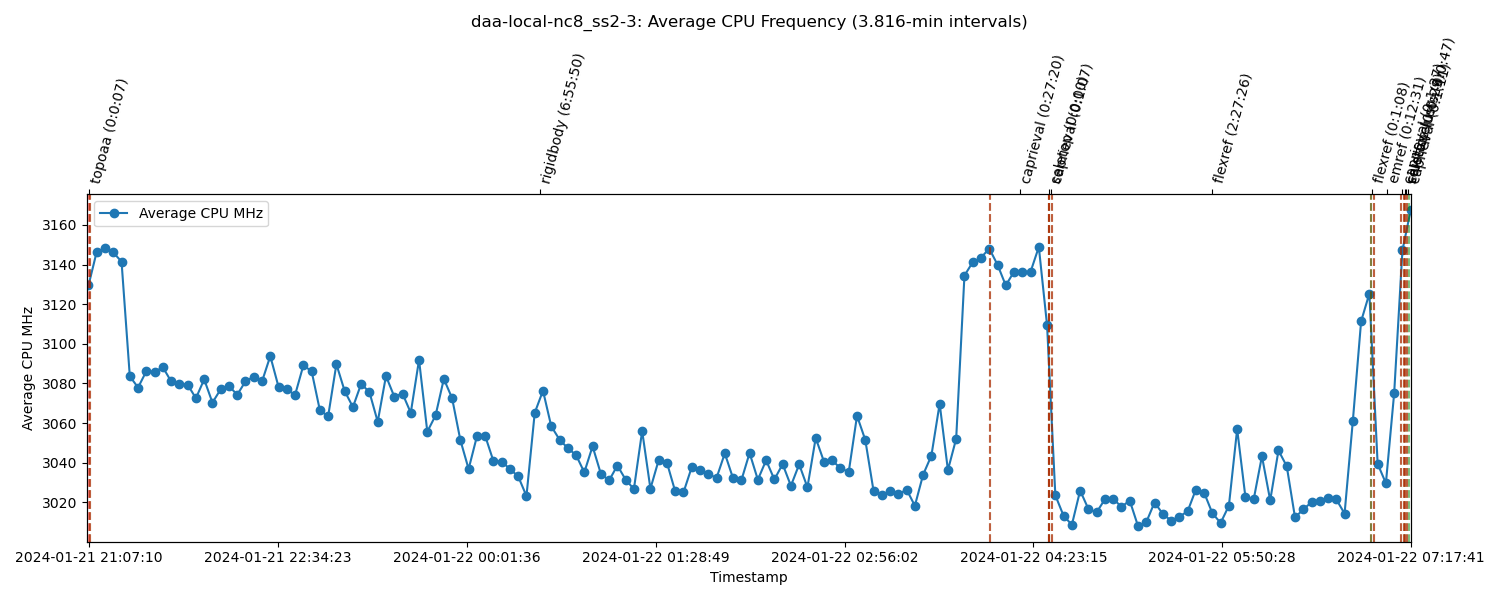 daa-local-nc8_ss2-3: Average CPU Frequency (3.816-min intervals)
topoaa (0:0:07)
rigidbody (6:55:50)
caprieval (0:27:20)
flexref (2:27:26)
flexref (0:1:08)
emref (0:12:31)
Average CPU MHz
3160
3140
3120
3100
3080
3060
3040
3020
Average CPU MHz
2024-01-21 21:07:10
2024-01-21 22:34:23
2024-01-22 00:01:36
2024-01-22 01:28:49
2024-01-22 02:56:02
2024-01-22 04:23:15
2024-01-22 05:50:28
2024-01-22 07:17:41
Timestamp